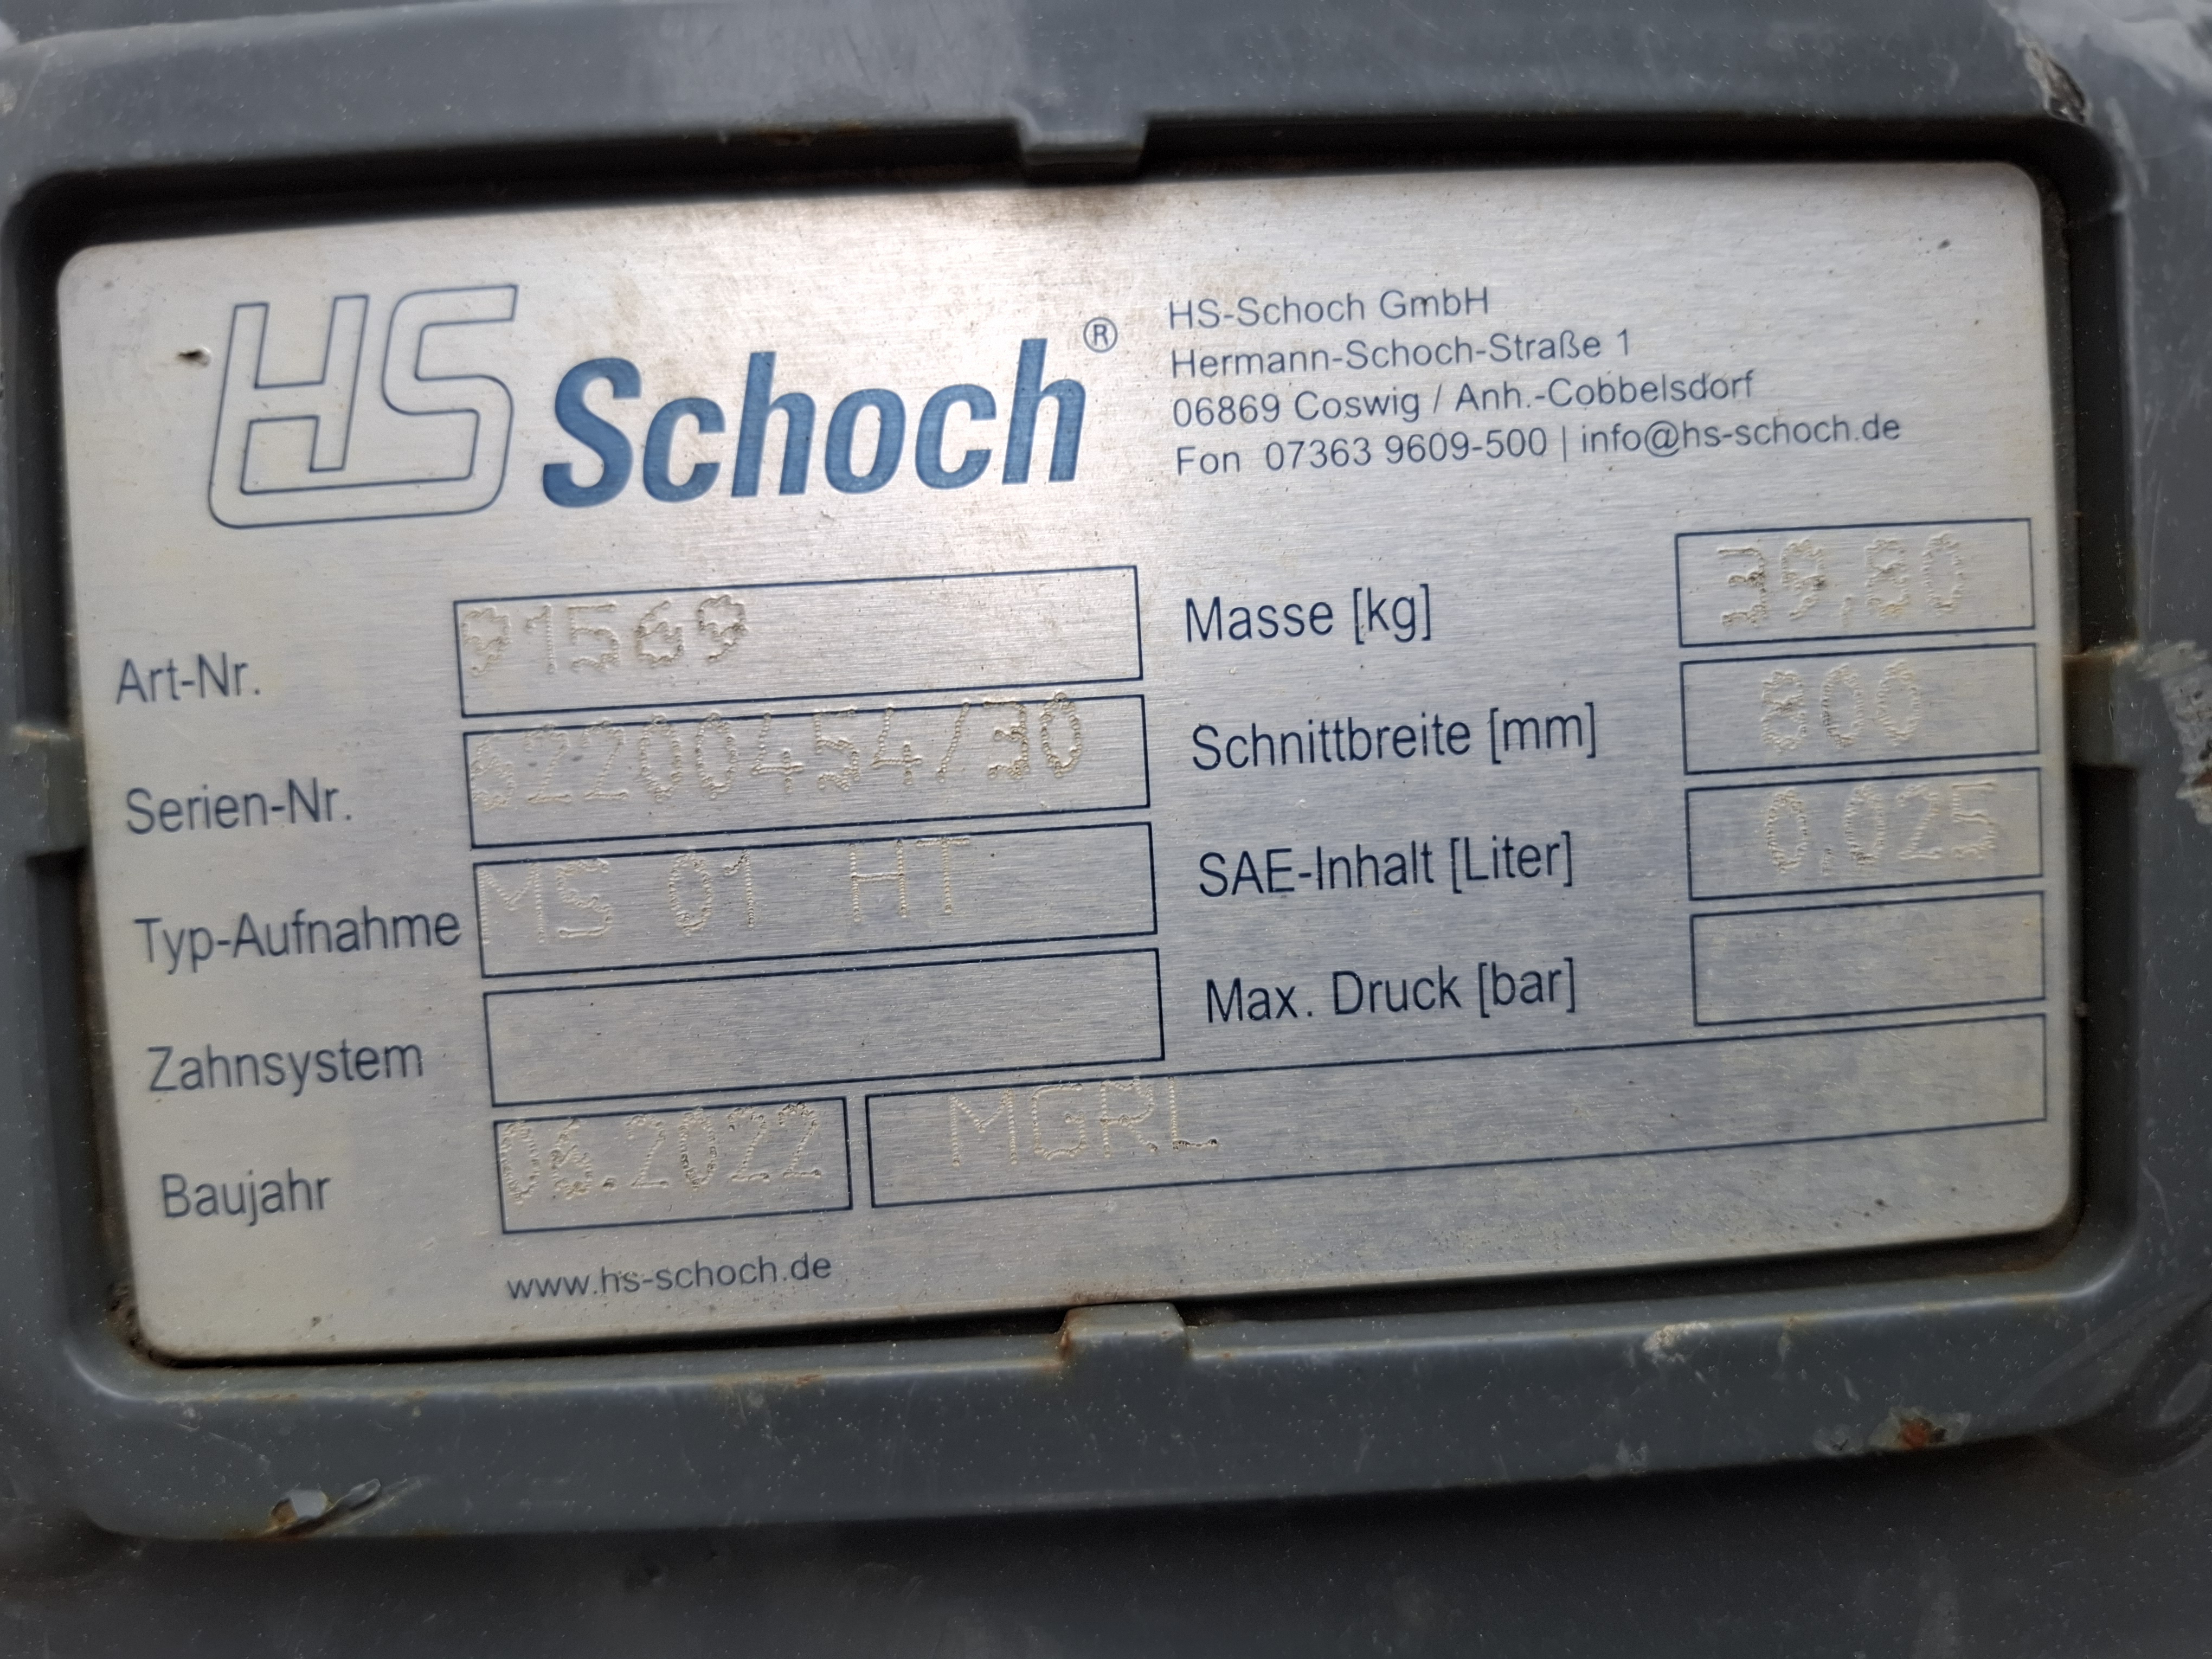 HS Schoch®
HS-Schoch GmbH
Hermann-Schoch-Straße 1
06869 Coswig / Anh.-Cobbelsdorf
Fon 07363 9609-500 | info@hs-schoch.de
Art-Nr. 91569
Serien-Nr. 62200454/30
Typ-Aufnahme MS 01 HT
Zahnsystem
Baujahr 06.2022 MGRL
Masse [kg] 39,80
Schnittbreite [mm] 800
SAE-Inhalt [Liter] 0,025
Max. Druck [bar]
www.hs-schoch.de